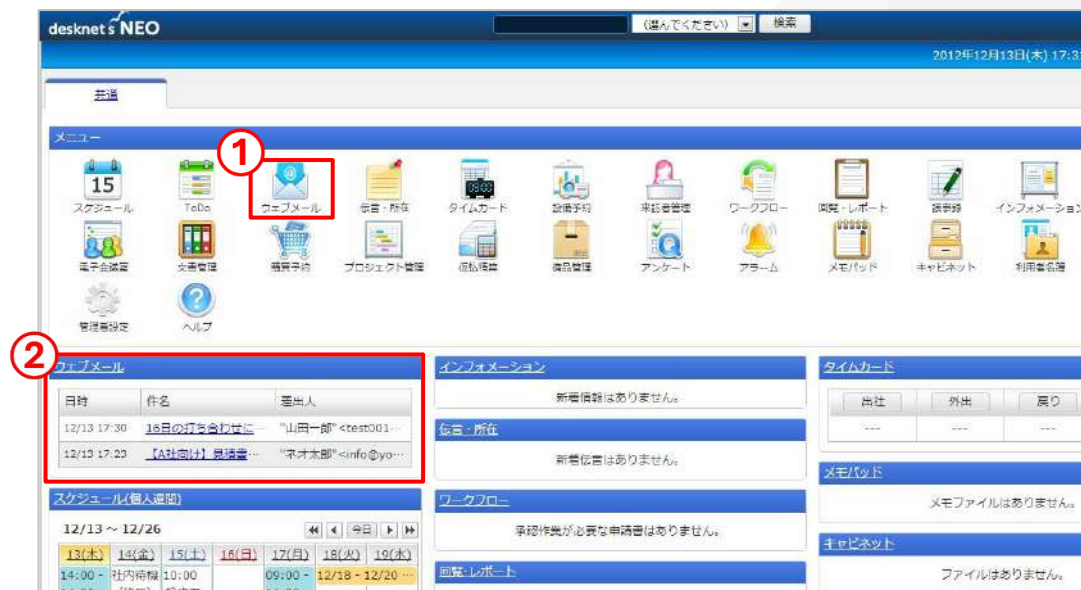 desknet's NEO
(選んでください) 検索
2012年12月13日(木) 17:3
共通
メニュー
①
15
スケジュール ToDo ウェブメール 伝言・所在 タイムカード 設備予約 来訪者管理 ワークフロー 回覧・レポート 議事録 インフォメーション
電子会議室 文書管理 購買予約 プロジェクト管理 仮払精算 備品管理 アンケート アラーム メモパッド キャビネット 利用者名簿
管理者設定 ヘルプ
②
ウェブメール
日時 件名 差出人
12/13 17:30 16日の打ち合わせに… "山田一郎"<test001…
12/13 17:23 【A社向け】見積書… "ネオ太郎"<info@yo…
スケジュール(個人週間)
12/13 ~ 12/26 今日
13(木) 14(金) 15(土) 16(日) 17(月) 18(火) 19(水)
14:00 - 社内待機 10:00 09:00 - 12/18 - 12/20 …
インフォメーション
新着情報はありません。
伝言・所在
新着伝言はありません。
ワークフロー
承認作業が必要な申請書はありません。
回覧・レポート
タイムカード
出社 外出 戻り
--- --- ---
メモパッド
メモファイルはありません。
キャビネット
ファイルはありません。